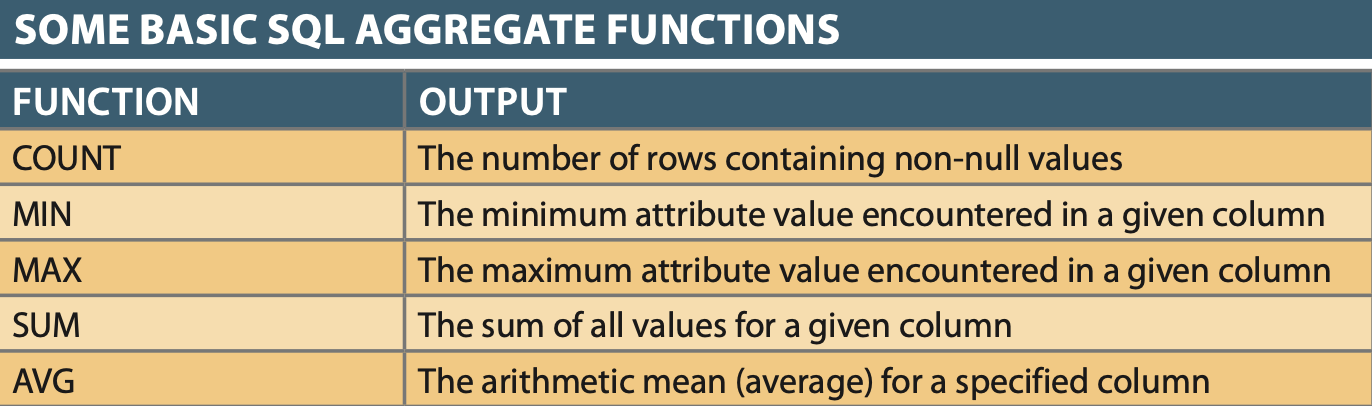 SOME BASIC SQL AGGREGATE FUNCTIONS
FUNCTION OUTPUT
COUNT The number of rows containing non-null values
MIN The minimum attribute value encountered in a given column
MAX The maximum attribute value encountered in a given column
SUM The sum of all values for a given column
AVG The arithmetic mean (average) for a specified column